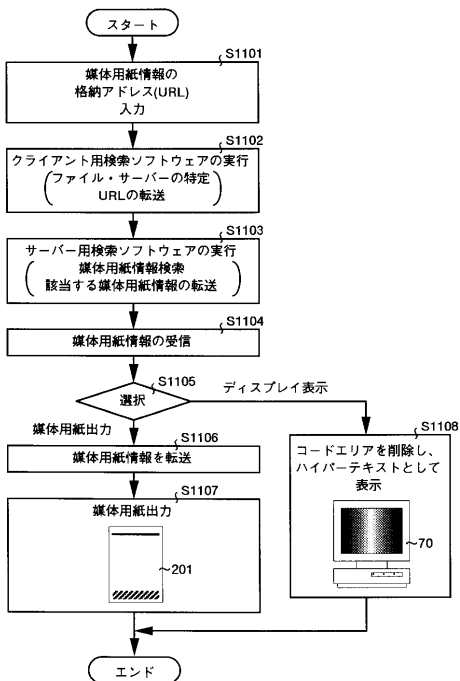 スタート
S1101
媒体用紙情報の
格納アドレス(URL)
入力
S1102
クライアント用検索ソフトウェアの実行
ファイル・サーバーの特定
URLの転送
S1103
サーバー用検索ソフトウェアの実行
媒体用紙情報検索
該当する媒体用紙情報の転送
S1104
媒体用紙情報の受信
S1105
選択
ディスプレイ表示
媒体用紙出力
S1106
媒体用紙情報を転送
S1107
媒体用紙出力
201
S1108
コードエリアを削除し、
ハイパーテキストとして
表示
70
エンド